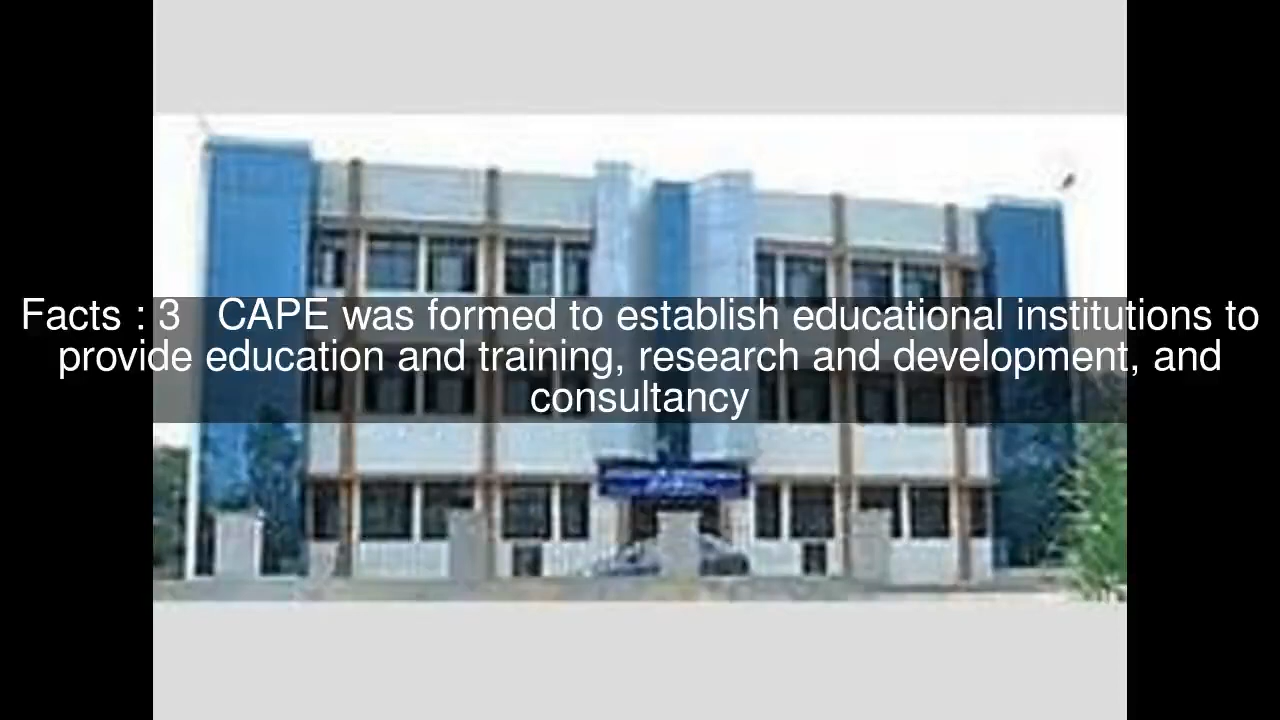 Facts : 3 CAPE was formed to establish educational institutions to
provide education and training, research and development, and
consultancy